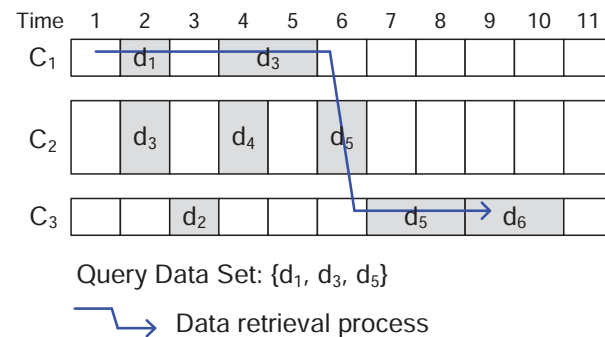 Time 1 2 3 4 5 6 7 8 9 10 11
C₁ d₁ d₃
C₂ d₃ d₄ d₅
C₃ d₂ d₅ d₆
Query Data Set: {d₁, d₃, d₅}
Data retrieval process